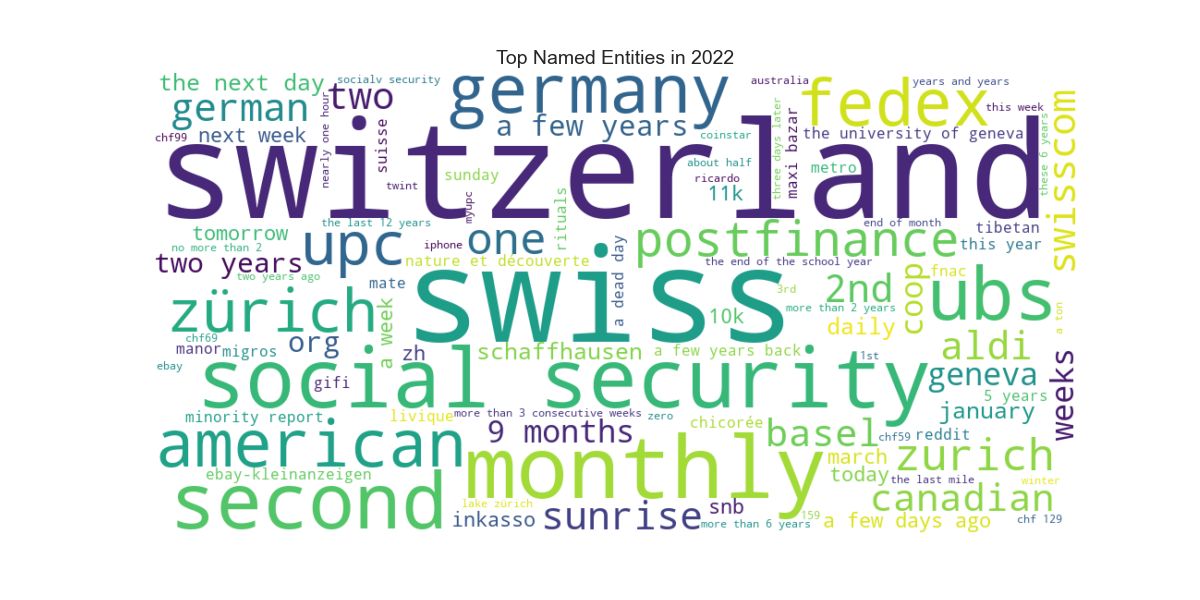 Top Named Entities in 2022
the next day
socialv security
germany
australia
fedex
years and years
german
two
this week
chf99
next week
nearly one hour
suisse
a few years
coinstar
three days later
maxi bazar
the university of geneva
these 6 years
swisscom
switzerland
about half
metro
sunday
ricardo
twint
11k
myupc
rituals
the last 12 years
end of month
tomorrow
upc
iphone
one
postfinance
tibetan
no more than 2
this year
two years
nature et découverte
the end of the school year
two years ago
mate
swiss
a dead day
fnac
2nd
coop
ubs
3rd
zürich
a week
10k
more than 2 years
a ton
daily
chf69
org
aldi
manor
migros
zh
schaffhausen
a few years back
1st
weeks
ebay
gifi
social security
geneva
5 years
minority report
livique
more than 3 consecutive weeks
zero
chicorée
january
american
9 months
basel
chf59
reddit
zurich
monthly
march
ebay-kleinanzeigen
today
the last mile
winter
second
canadian
lake zürich
inkasso
sunrise
snb
more than 6 years
159
a few days ago
chf 129